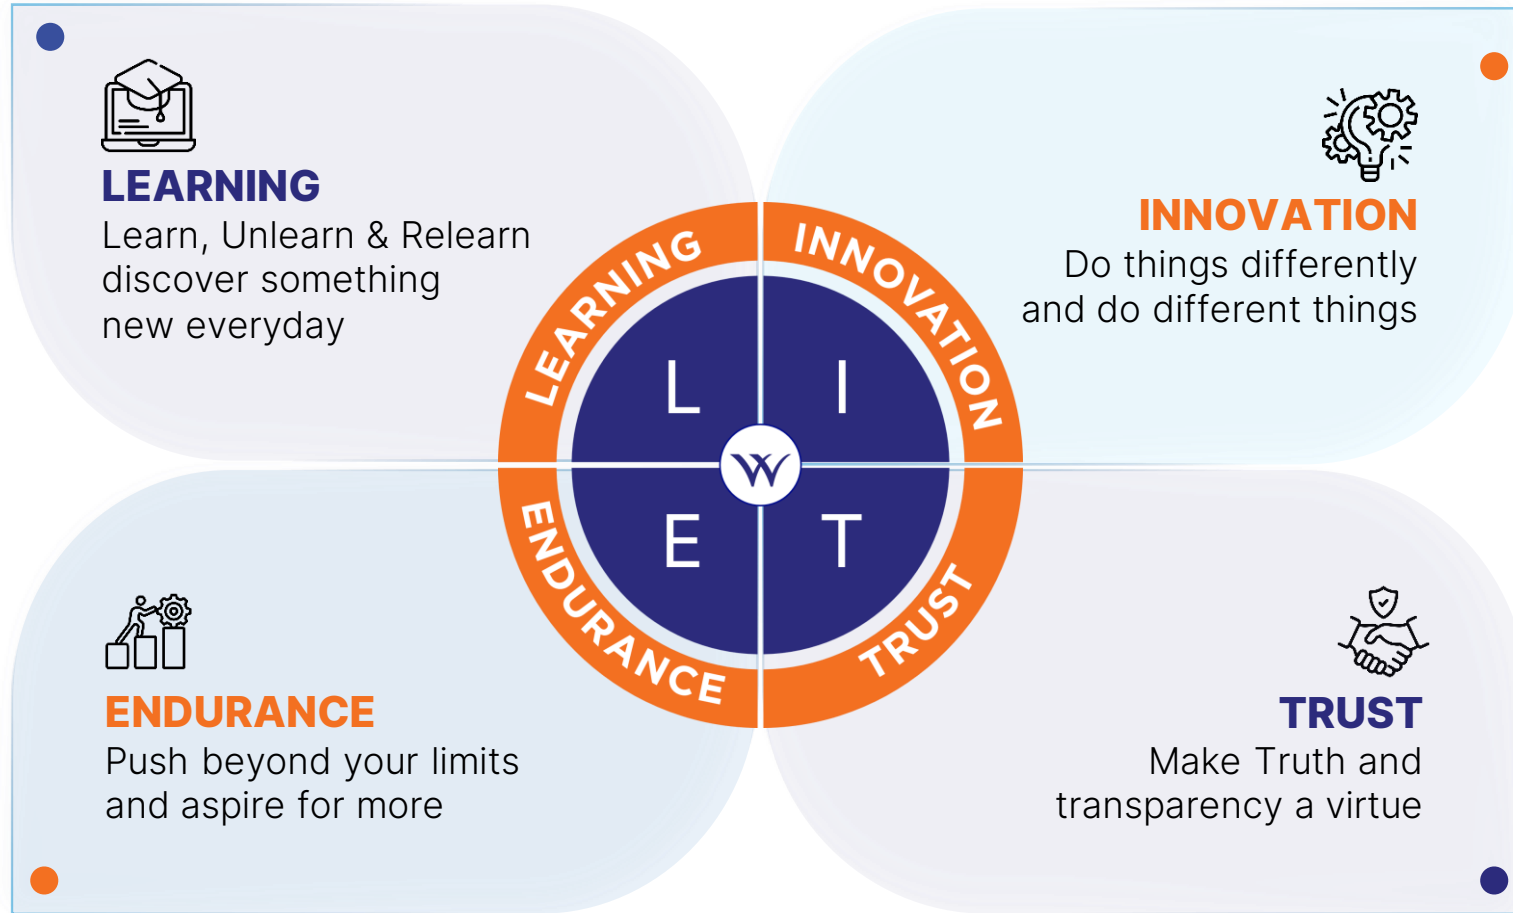 LEARNING
Learn, Unlearn & Relearn
discover something
new everyday
INNOVATION
Do things differently
and do different things
LEARNING
INNOVATION
L
I
W
E
T
ENDURANCE
TRUST
ENDURANCE
Push beyond your limits
and aspire for more
TRUST
Make Truth and
transparency a virtue